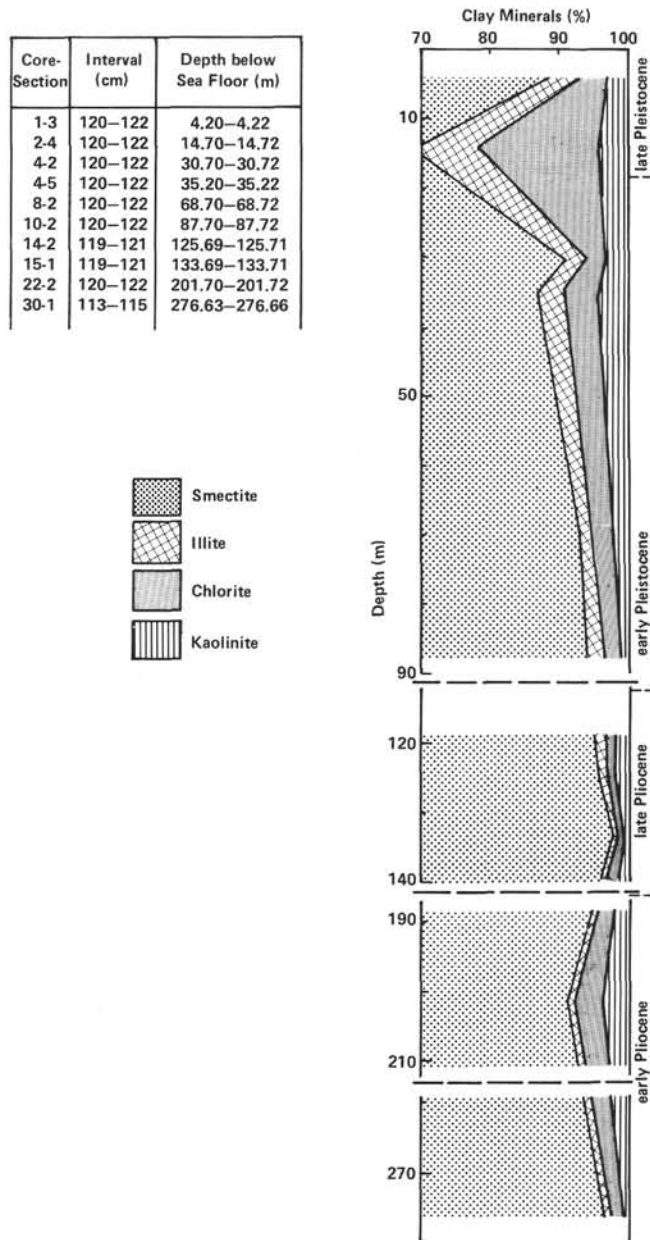 Core-Section Interval (cm) Depth below Sea Floor (m)
1-3 120–122 4.20–4.22
2-4 120–122 14.70–14.72
4-2 120–122 30.70–30.72
4-5 120–122 35.20–35.22
8-2 120–122 68.70–68.72
10-2 120–122 87.70–87.72
14-2 119–121 125.69–125.71
15-1 119–121 133.69–133.71
22-2 120–122 201.70–201.72
30-1 113–115 276.63–276.66
Smectite
Illite
Chlorite
Kaolinite
Clay Minerals (%)
70 80 90 100
10
50
90
120
140
190
210
270
Depth (m)
late Pleistocene
early Pleistocene
late Pliocene
early Pliocene